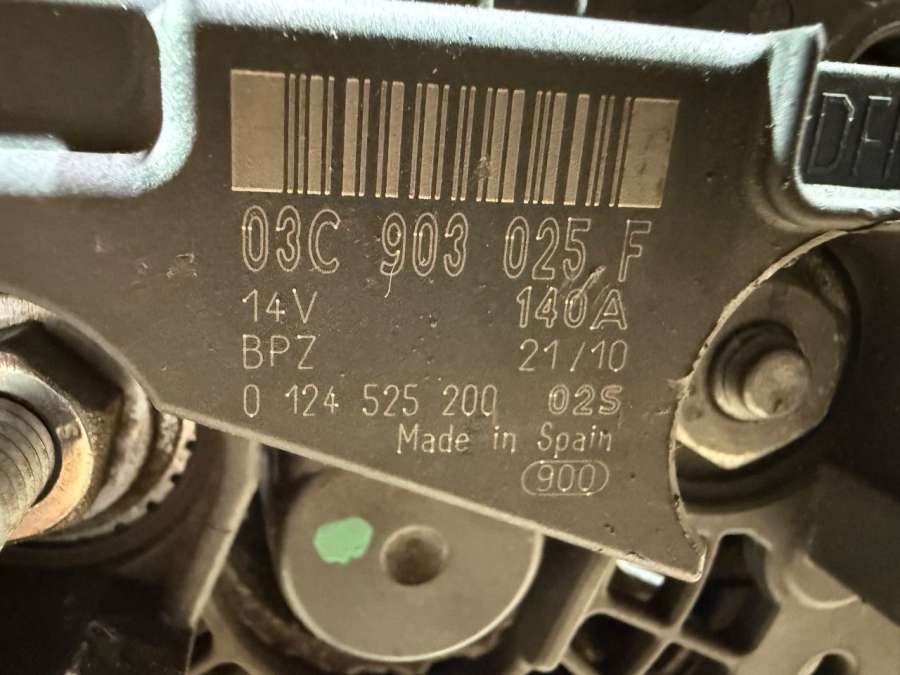 03C 903 025 F
14V 140A
BPZ 21/10
0 124 525 200 02S
Made in Spain
900